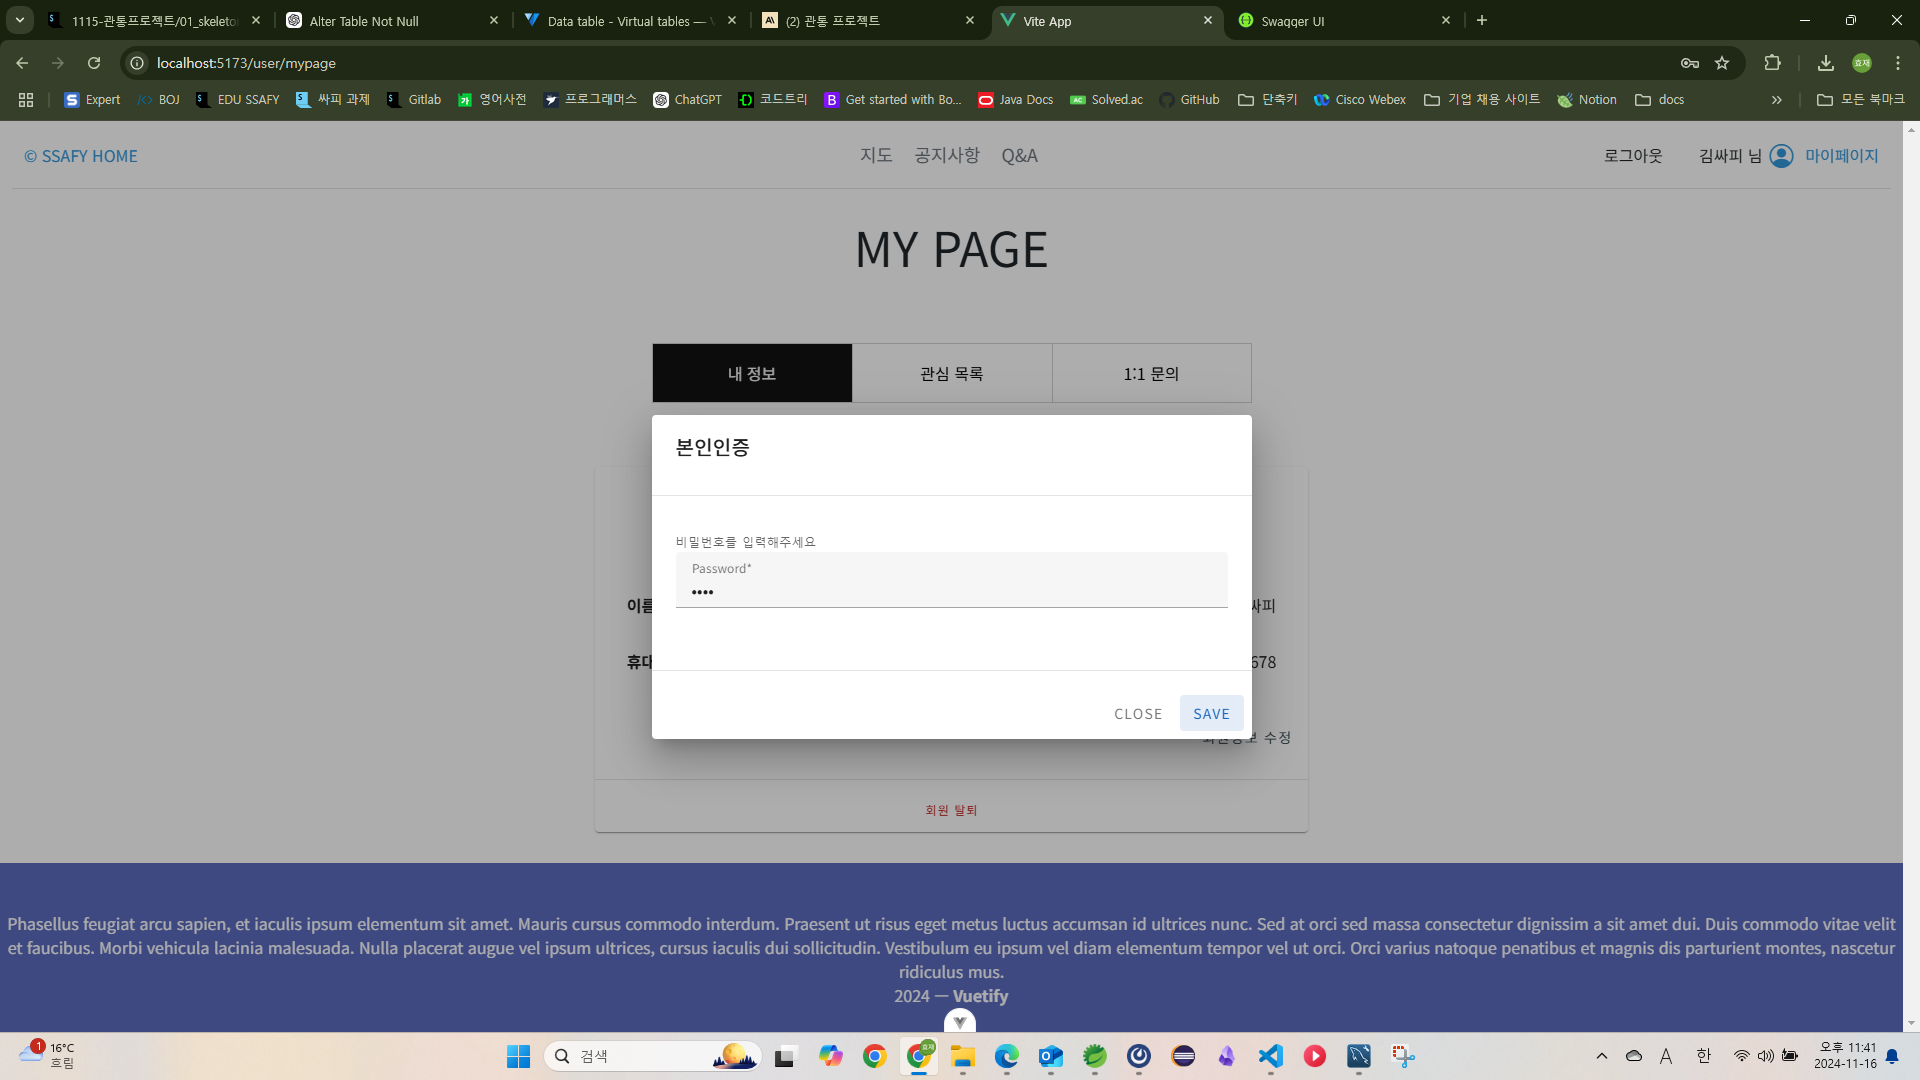 1115-관통프로젝트/01_skeleto
Alter Table Not Null
Data table - Virtual tables —
(2) 관통 프로젝트
Vite App
Swagger UI
localhost:5173/user/mypage
효재
Expert
BOJ
EDU SSAFY
싸피 과제
Gitlab
영어사전
프로그래머스
ChatGPT
코드트리
Get started with Bo...
Java Docs
Solved.ac
GitHub
단축키
Cisco Webex
기업 채용 사이트
Notion
docs
모든 북마크
© SSAFY HOME
지도 공지사항 Q&A
로그아웃 김싸피 님 마이페이지
MY PAGE
내 정보
관심 목록
1:1 문의
본인인증
비밀번호를 입력해주세요
Password*
••••
싸피
678
CLOSE SAVE
회원정보 수정
회원 탈퇴
Phasellus feugiat arcu sapien, et iaculis ipsum elementum sit amet. Mauris cursus commodo interdum. Praesent ut risus eget metus luctus accumsan id ultrices nunc. Sed at orci sed massa consectetur dignissim a sit amet dui. Duis commodo vitae velit
et faucibus. Morbi vehicula lacinia malesuada. Nulla placerat augue vel ipsum ultrices, cursus iaculis dui sollicitudin. Vestibulum eu ipsum vel diam elementum tempor vel ut orci. Orci varius natoque penatibus et magnis dis parturient montes, nascetur
ridiculus mus.
2024 — Vuetify
1
16°C
흐림
검색
A
한
오후 11:41
2024-11-16